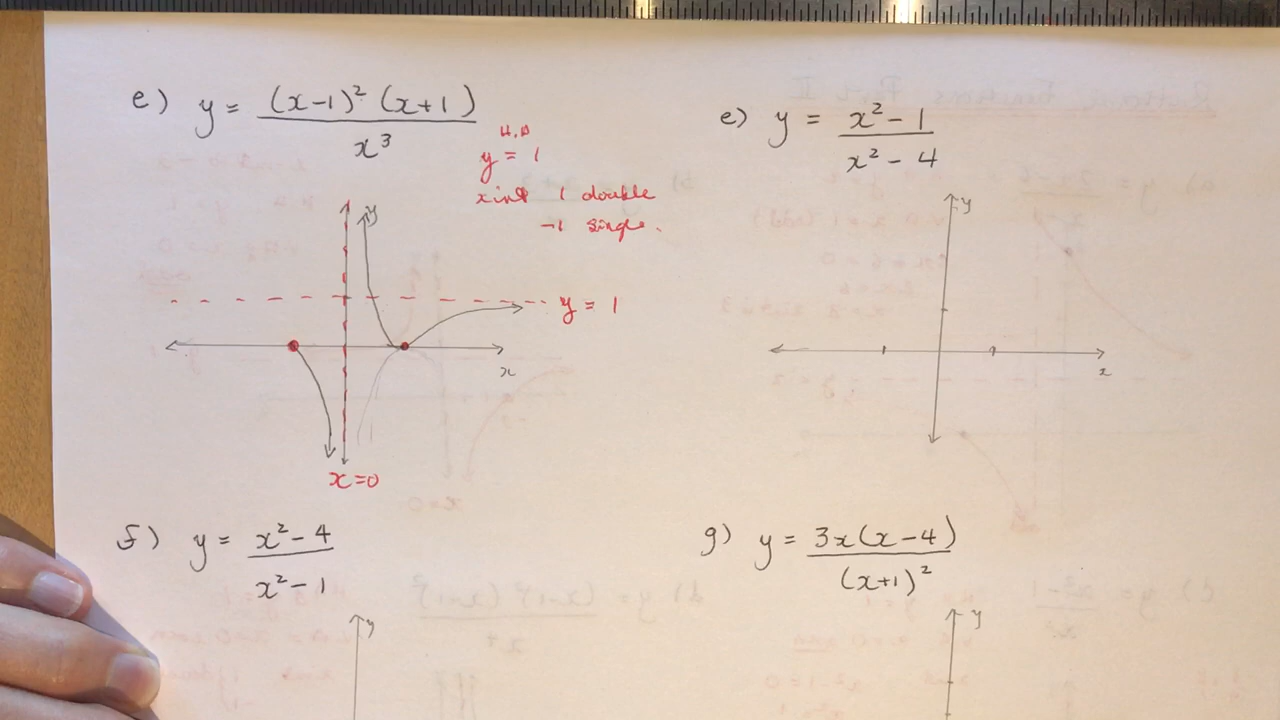 e) y = (x-1)² (x+1) / x³
H.A
y = 1
x int 1 double
-1 single.
y
y = 1
x
x=0
e) y = x² - 1 / x² - 4
y
x
f) y = x² - 4 / x² - 1
y
g) y = 3x(x-4) / (x+1)²
y